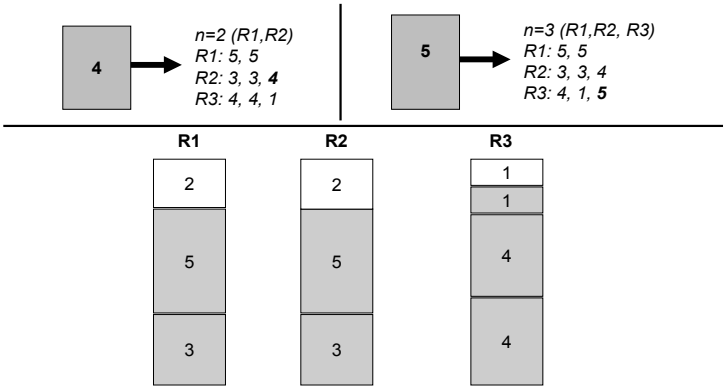 4
n=2 (R1,R2)
R1: 5, 5
R2: 3, 3, 4
R3: 4, 4, 1
5
n=3 (R1,R2, R3)
R1: 5, 5
R2: 3, 3, 4
R3: 4, 1, 5
R1
R2
R3
2
5
3
2
5
3
1
1
4
4